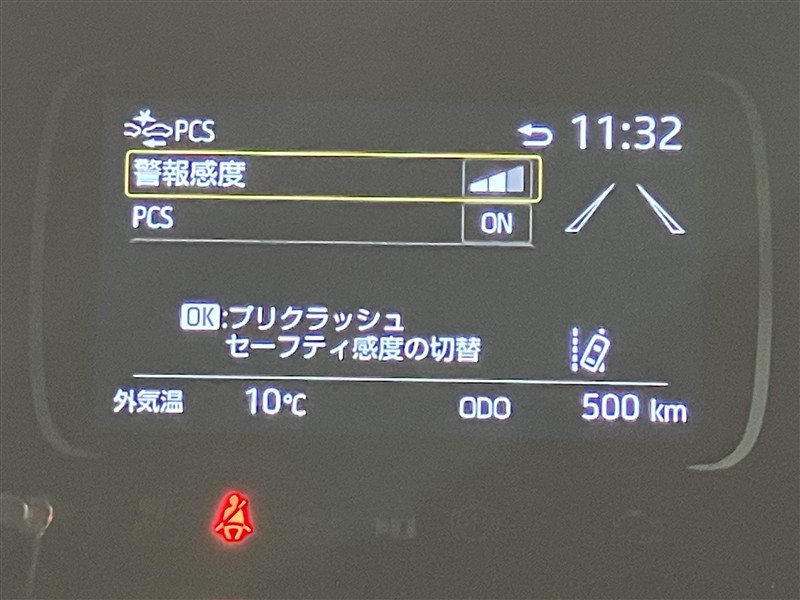 PCS 11:32
警報感度
PCS ON
OK:プリクラッシュ
セーフティ感度の切替
外気温 10℃ ODO 500 km